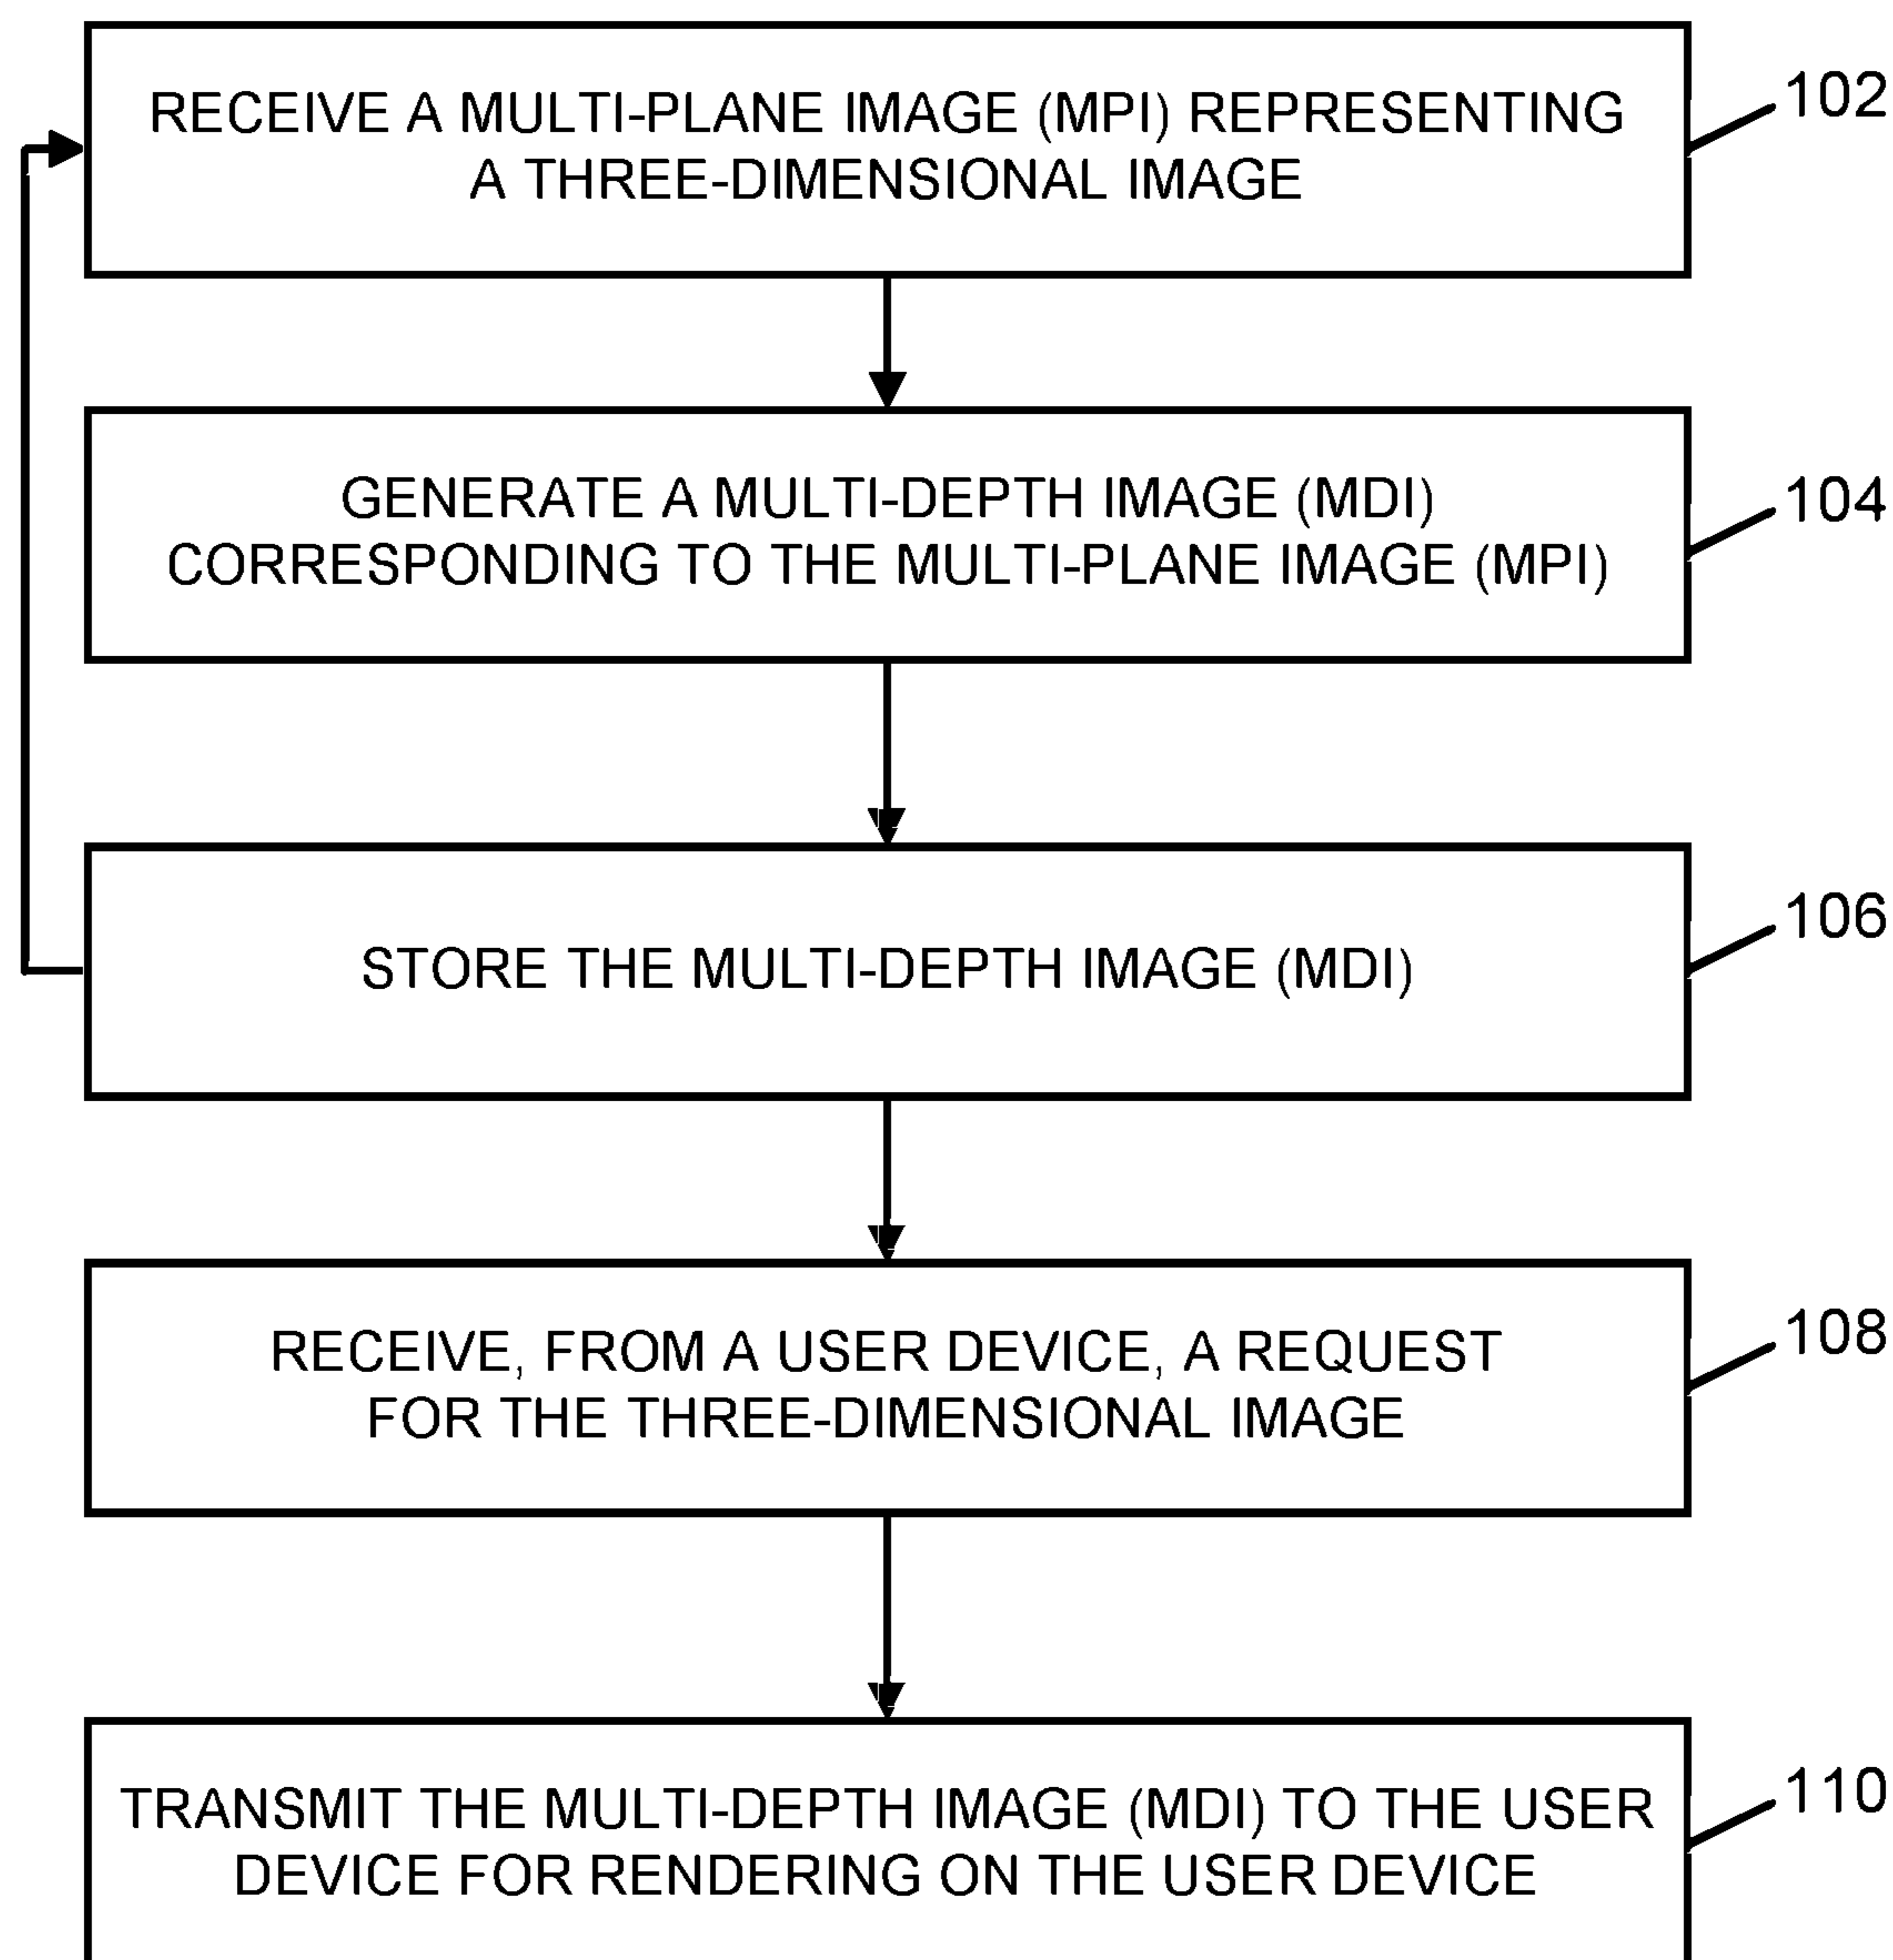 RECEIVE A MULTI-PLANE IMAGE (MPI) REPRESENTING
A THREE-DIMENSIONAL IMAGE
102
GENERATE A MULTI-DEPTH IMAGE (MDI)
CORRESPONDING TO THE MULTI-PLANE IMAGE (MPI)
104
STORE THE MULTI-DEPTH IMAGE (MDI)
106
RECEIVE, FROM A USER DEVICE, A REQUEST
FOR THE THREE-DIMENSIONAL IMAGE
108
TRANSMIT THE MULTI-DEPTH IMAGE (MDI) TO THE USER
DEVICE FOR RENDERING ON THE USER DEVICE
110